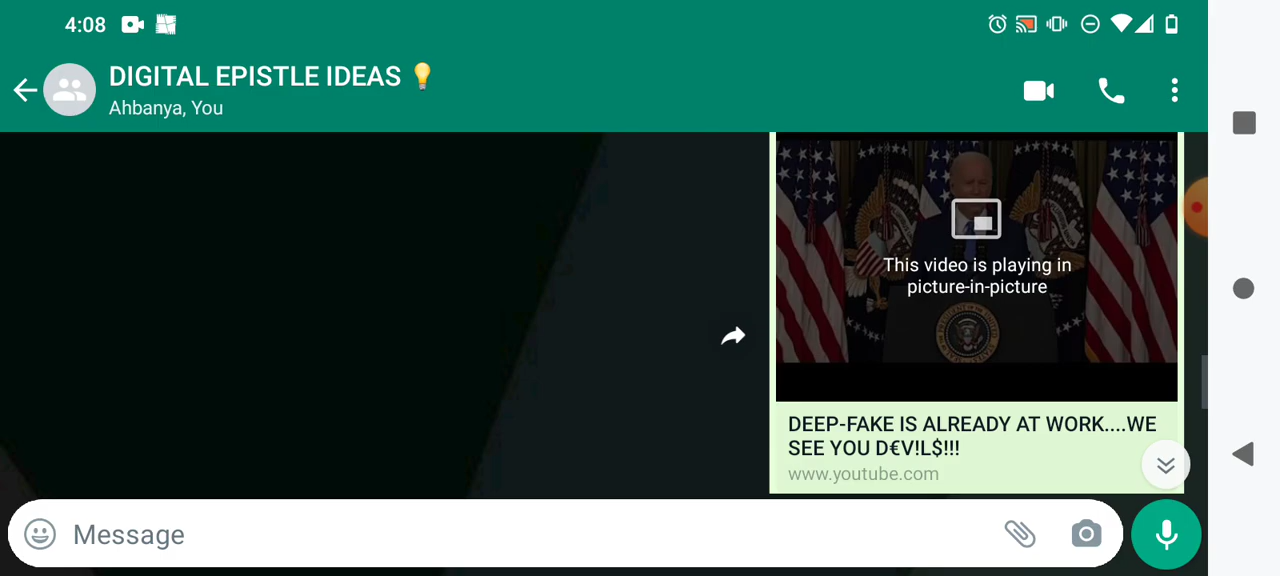 4:08
DIGITAL EPISTLE IDEAS 💡
Ahbanya, You
This video is playing in
picture-in-picture
DEEP-FAKE IS ALREADY AT WORK....WE
SEE YOU D€V!L$!!!
www.youtube.com
Message